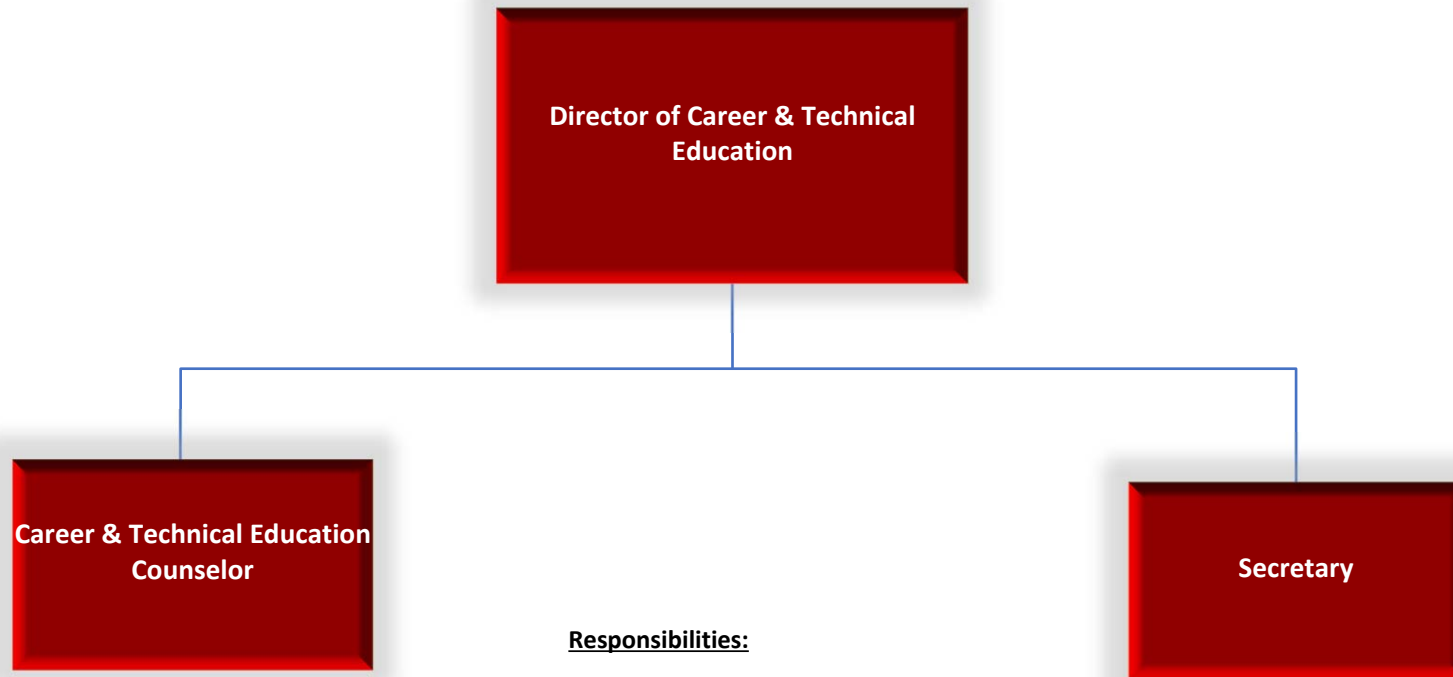 Director of Career & Technical
Education
Career & Technical Education
Counselor
Secretary
Responsibilities: